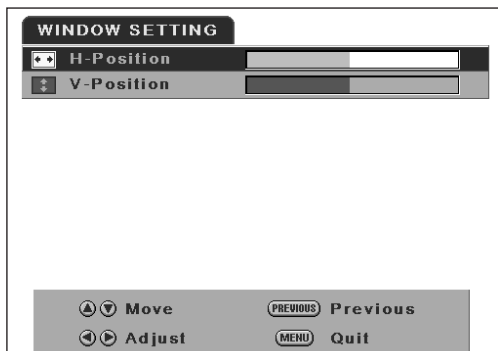 WINDOW SETTING
H-Position
V-Position
Move PREVIOUS Previous
Adjust MENU Quit